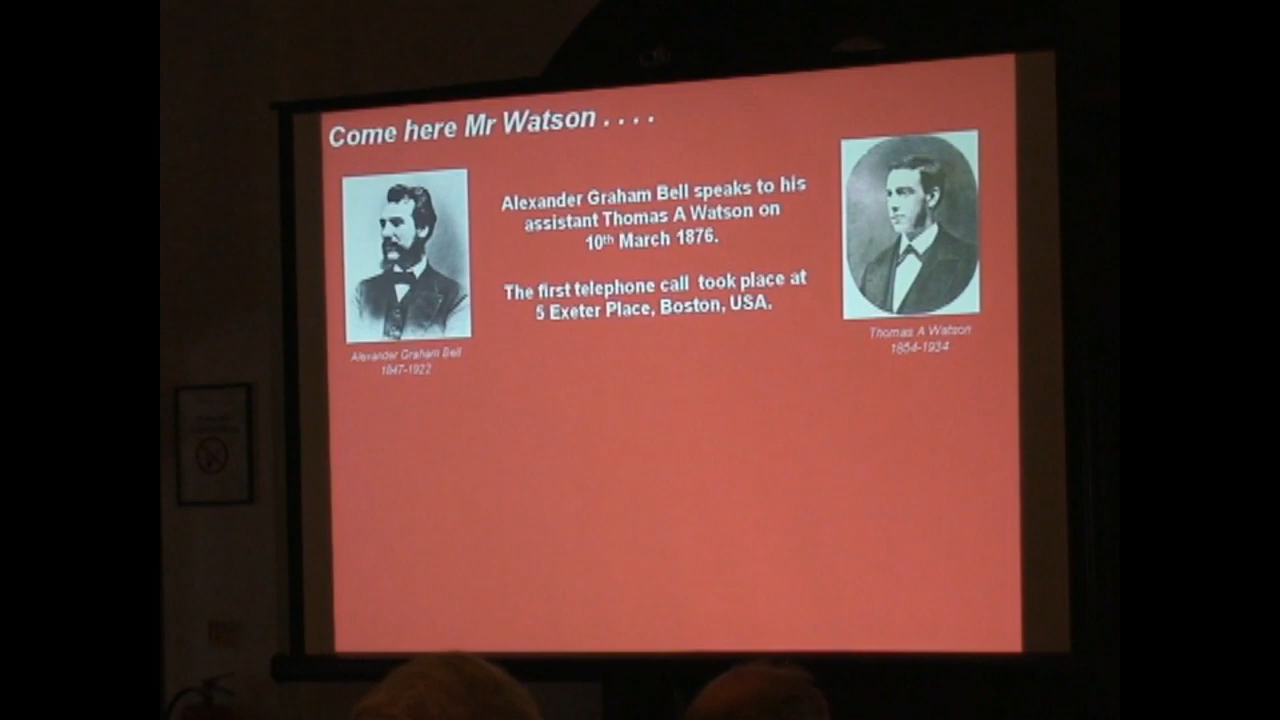 Come here Mr Watson . . . .
Alexander Graham Bell speaks to his
assistant Thomas A Watson on
10th March 1876.
The first telephone call took place at
5 Exeter Place, Boston, USA.
Alexander Graham Bell
1847-1922
Thomas A Watson
1854-1934